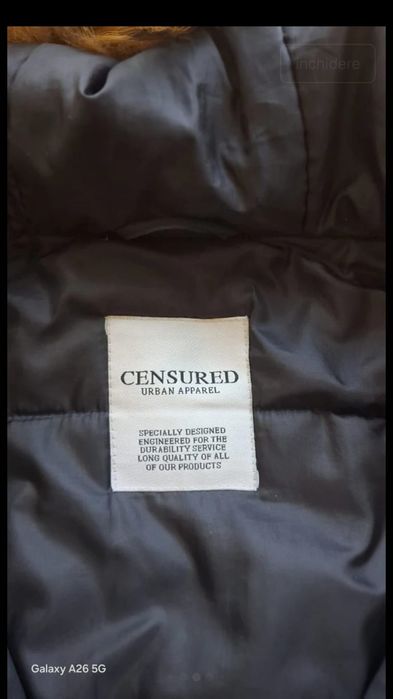 închidere
CENSURED
URBAN APPAREL
SPECIALLY DESIGNED
ENGINEERED FOR THE
DURABILITY SERVICE
LONG QUALITY OF ALL
OF OUR PRODUCTS
Galaxy A26 5G